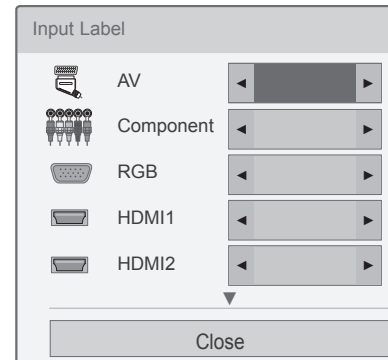 Input Label
AV
Component
RGB
HDMI1
HDMI2
Close